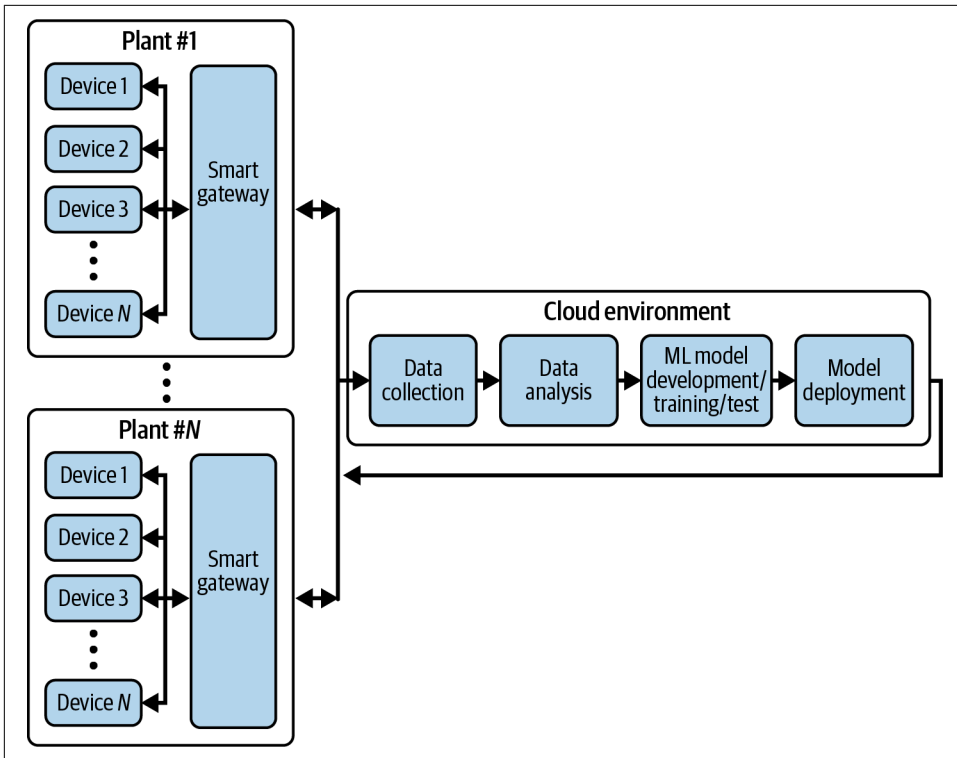 Plant #1
Device 1
Device 2
Device 3
Device N
Smart
gateway
Plant #N
Device 1
Device 2
Device 3
Device N
Smart
gateway
Cloud environment
Data
collection
Data
analysis
ML model
development/
training/test
Model
deployment